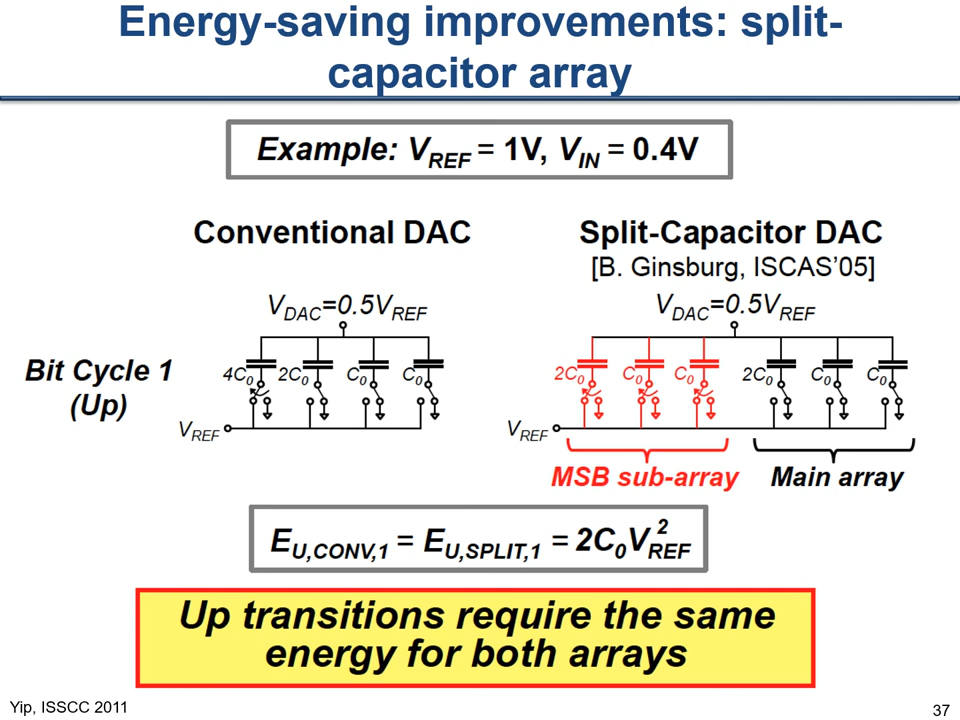 Energy-saving improvements: split-
capacitor array
Example: VREF = 1V, VIN = 0.4V
Conventional DAC
Split-Capacitor DAC
[B. Ginsburg, ISCAS'05]
VDAC=0.5VREF
VDAC=0.5VREF
Bit Cycle 1
(Up)
4C0 2C0 C0 C0
2C0 C0 C0 2C0 C0 C0
VREF
VREF
MSB sub-array
Main array
EU,CONV,1 = EU,SPLIT,1 = 2C0VREF2
Up transitions require the same
energy for both arrays
Yip, ISSCC 2011
37